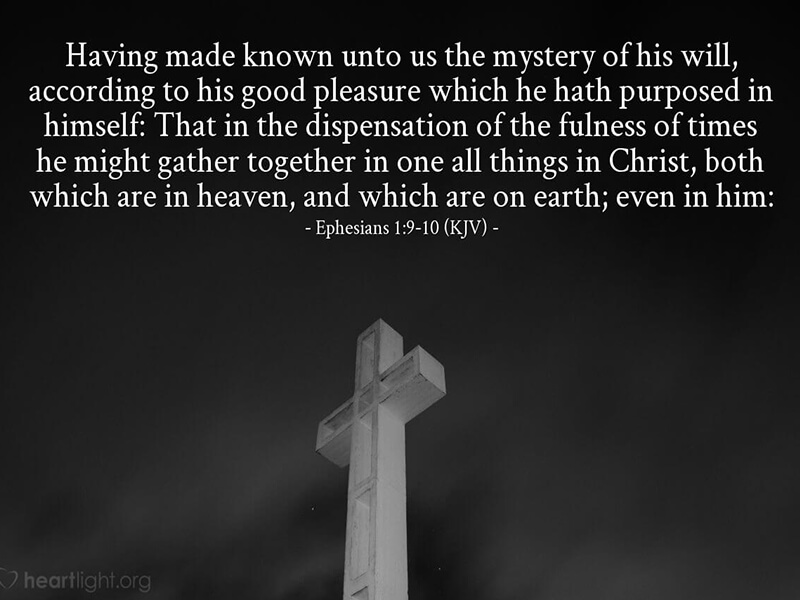 Having made known unto us the mystery of his will,
according to his good pleasure which he hath purposed in
himself: That in the dispensation of the fulness of times
he might gather together in one all things in Christ, both
which are in heaven, and which are on earth; even in him:
- Ephesians 1:9-10 (KJV) -
heartlight.org